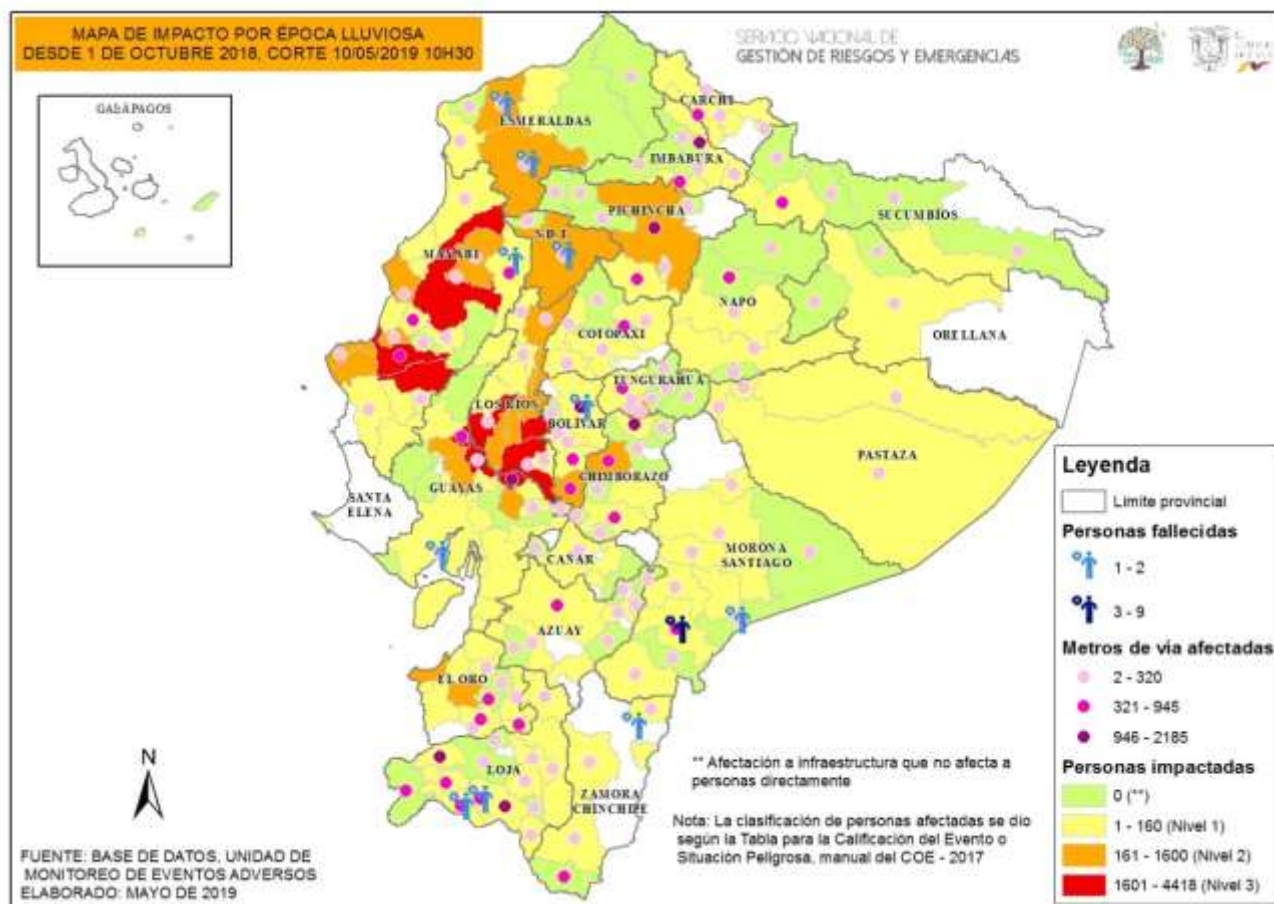 MAPA DE IMPACTO POR ÉPOCA LLUVIOSA
DESDE 1 DE OCTUBRE 2018, CORTE 10/05/2019 10H30
SERVICIO NACIONAL DE
GESTIÓN DE RIESGOS Y EMERGENCIAS
GALÁPAGOS
CARCHI
ESMERALDAS
IMBABURA
PICHINCHA
SUCUMBÍOS
S.D.T.
MANABÍ
NAPO
ORELLANA
COTOPAXI
TUNGURAHUA
LOS RÍOS
BOLÍVAR
PASTAZA
CHIMBORAZO
GUAYAS
SANTA
ELENA
MORONA
SANTIAGO
CAÑAR
AZUAY
EL ORO
LOJA
ZAMORA
CHINCHIPE
N
** Afectación a infraestructura que no afecta a
personas directamente
Nota: La clasificación de personas afectadas se dio
según la Tabla para la Calificación del Evento o
Situación Peligrosa, manual del COE - 2017
FUENTE: BASE DE DATOS, UNIDAD DE
MONITOREO DE EVENTOS ADVERSOS
ELABORADO: MAYO DE 2019
Leyenda
Limite provincial
Personas fallecidas
1 - 2
3 - 9
Metros de vía afectadas
2 - 320
321 - 945
946 - 2185
Personas impactadas
0 (**)
1 - 160 (Nivel 1)
161 - 1600 (Nivel 2)
1601 - 4418 (Nivel 3)